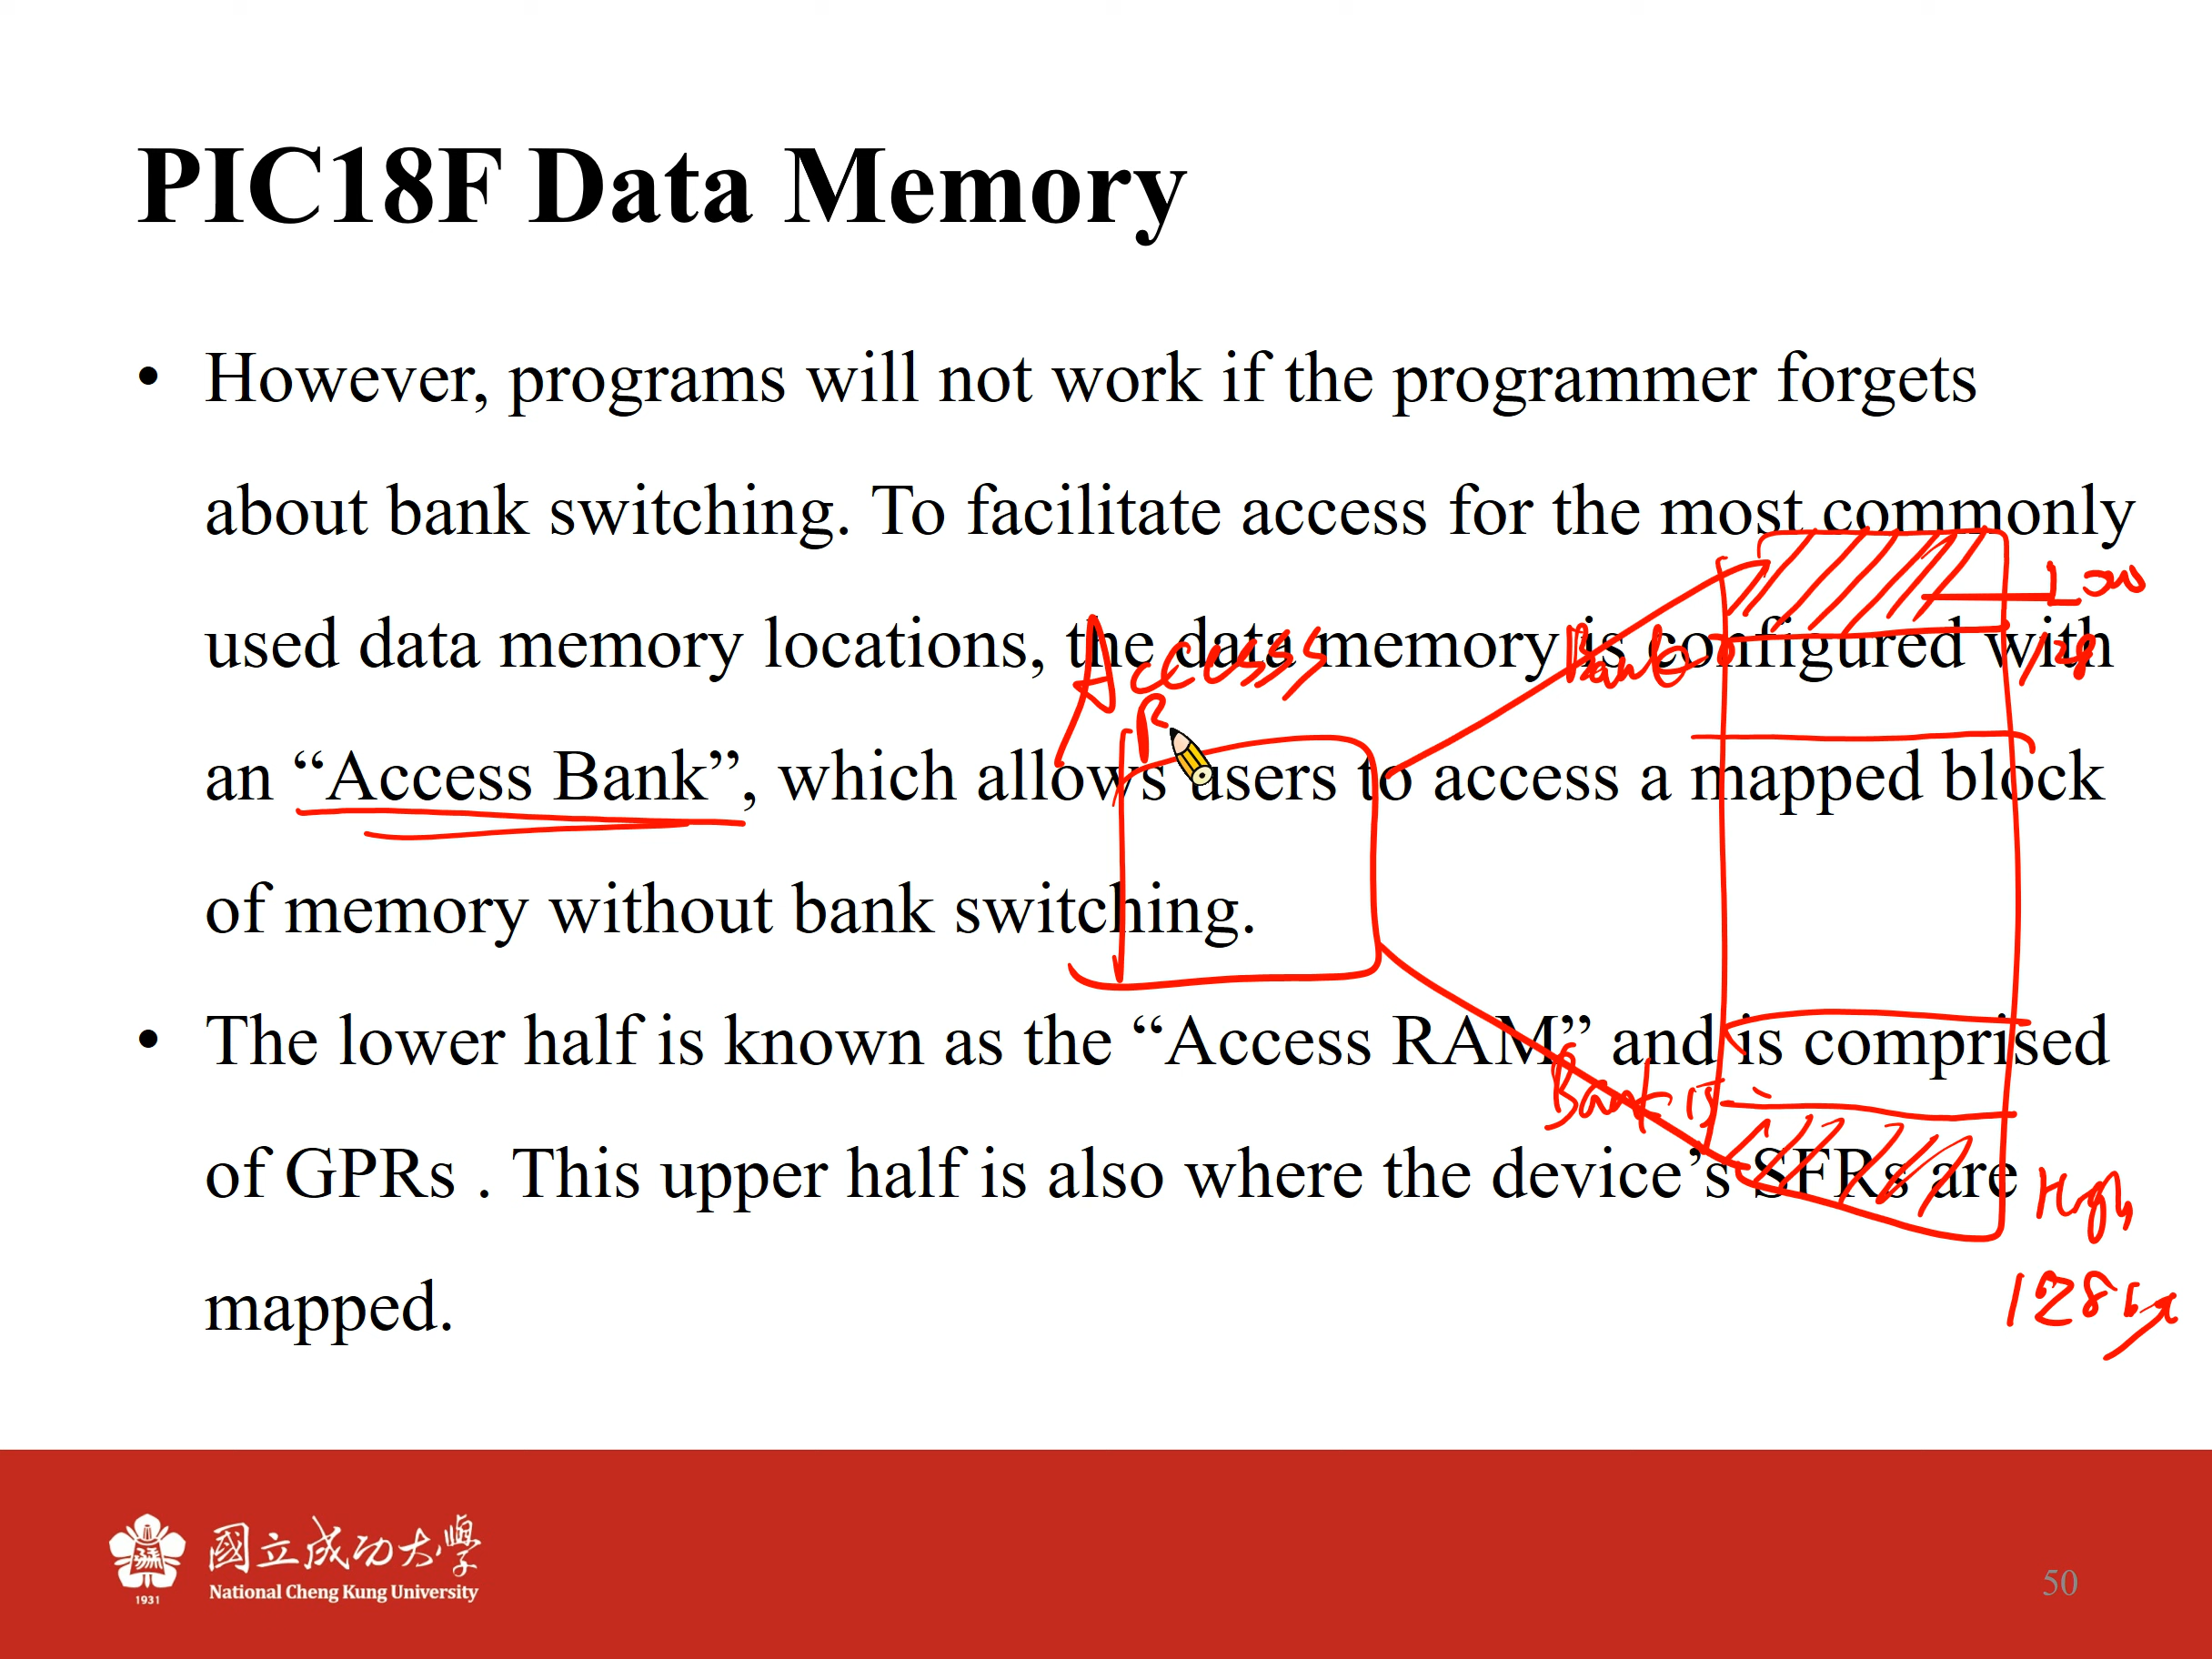 PIC18F Data Memory
• However, programs will not work if the programmer forgets
about bank switching. To facilitate access for the most commonly
used data memory locations, the data memory is configured with
an “Access Bank”, which allows users to access a mapped block
of memory without bank switching.
• The lower half is known as the “Access RAM” and is comprised
of GPRs . This upper half is also where the device’s SFRs are
mapped.
Low
128
Bank 0
Access
B
Bank 15
High
128
國立成功大學
National Cheng Kung University
1931
50